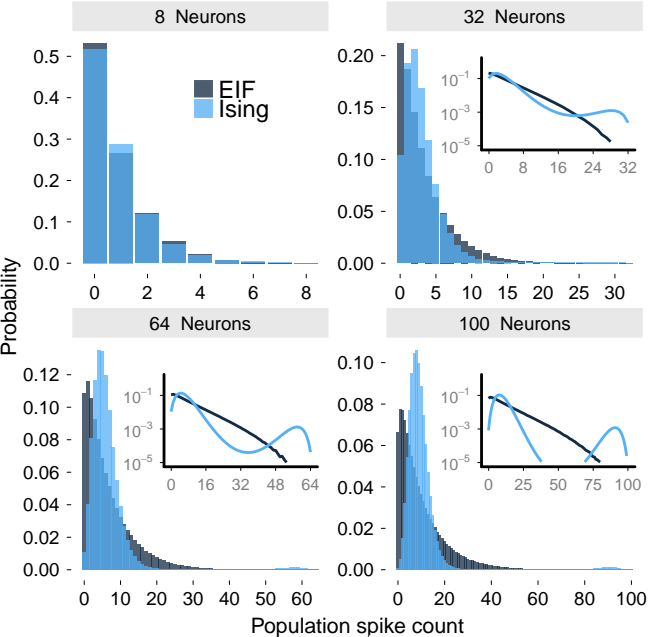 8 Neurons
32 Neurons
0.5
0.4
0.3
0.2
0.1
0.0
EIF
Ising
0 2 4 6 8
0.20
0.15
0.10
0.05
0.00
10−1
10−3
10−5
0 8 16 24 32
0 5 10 15 20 25 30
Probability
64 Neurons
100 Neurons
0.12
0.10
0.08
0.06
0.04
0.02
0.00
10−1
10−3
10−5
0 16 32 48 64
0 10 20 30 40 50 60
0.10
0.08
0.06
0.04
0.02
0.00
10−1
10−3
10−5
0 25 50 75 100
0 20 40 60 80 100
Population spike count